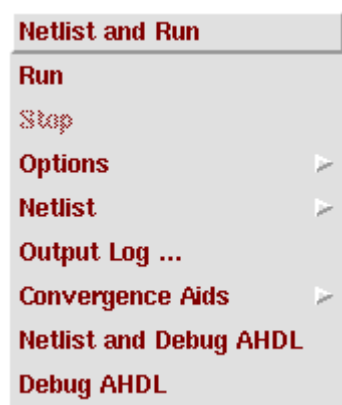 Netlist and Run
Run
Stop
Options
Netlist
Output Log ...
Convergence Aids
Netlist and Debug AHDL
Debug AHDL